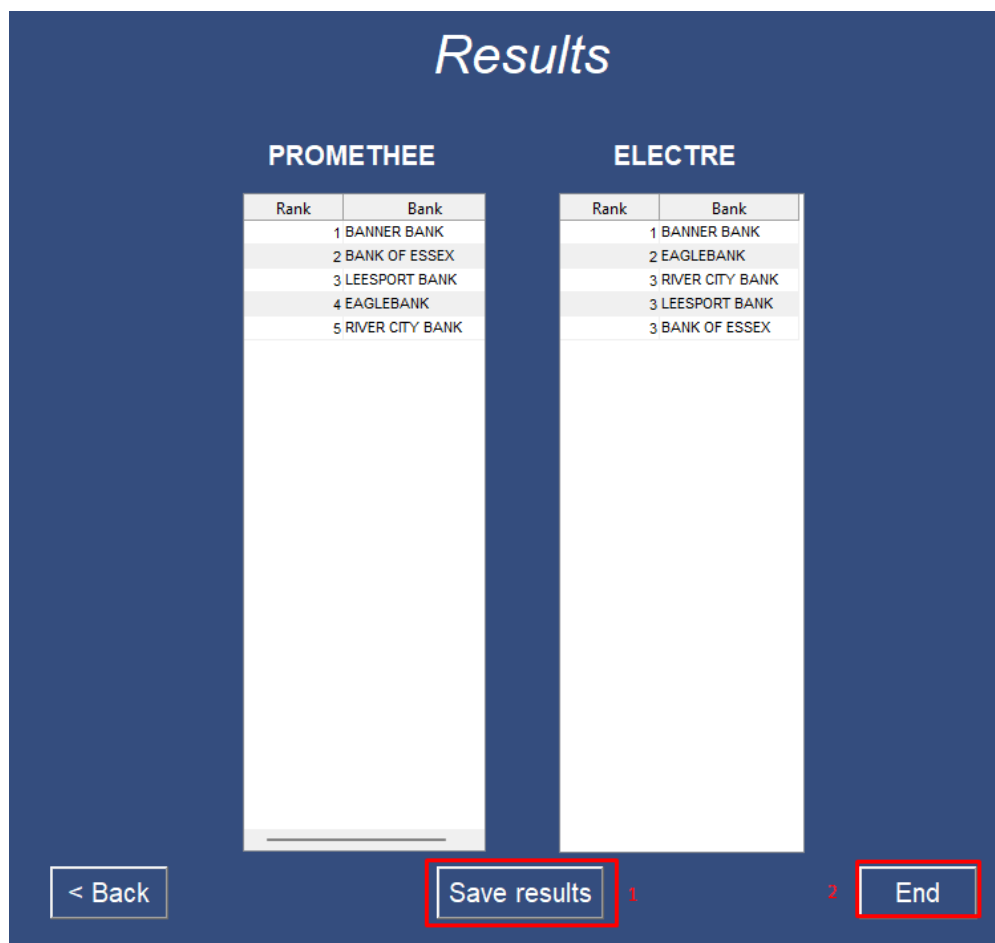 Results
PROMETHEE ELECTRE
Rank Bank Rank Bank
1 BANNER BANK 1 BANNER BANK
2 BANK OF ESSEX 2 EAGLEBANK
3 LEESPORT BANK 3 RIVER CITY BANK
4 EAGLEBANK 3 LEESPORT BANK
5 RIVER CITY BANK 3 BANK OF ESSEX
< Back Save results 1 2 End